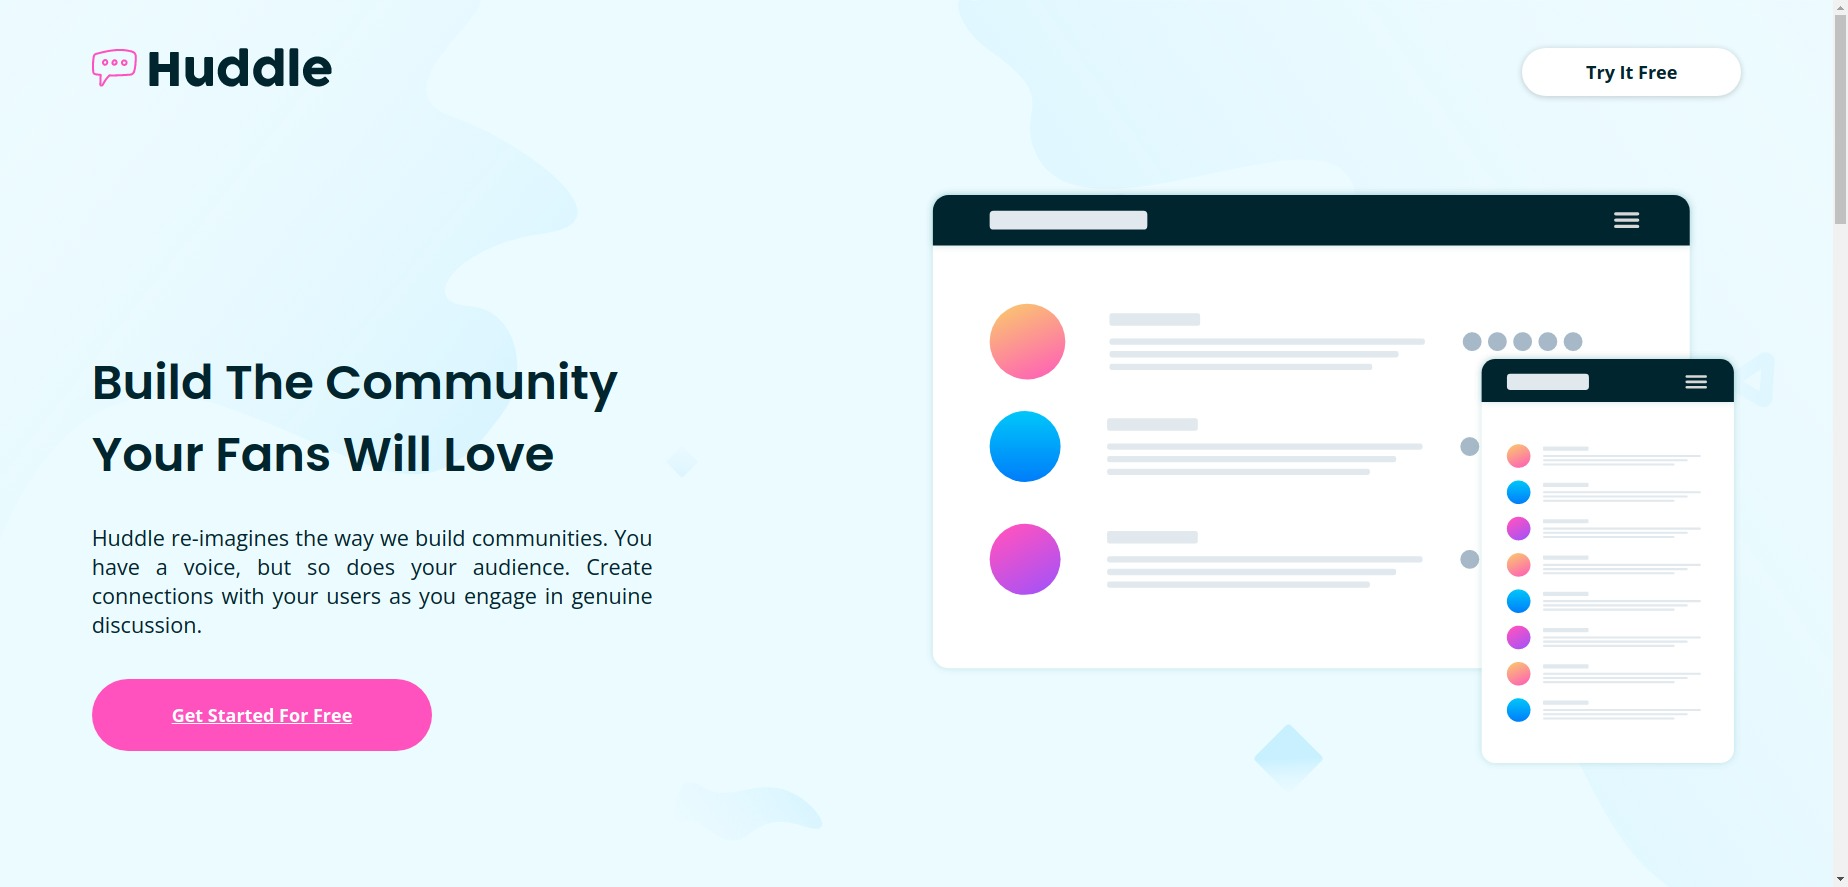 Huddle
Try It Free
Build The Community
Your Fans Will Love
Huddle re-imagines the way we build communities. You
have a voice, but so does your audience. Create
connections with your users as you engage in genuine
discussion.
Get Started For Free